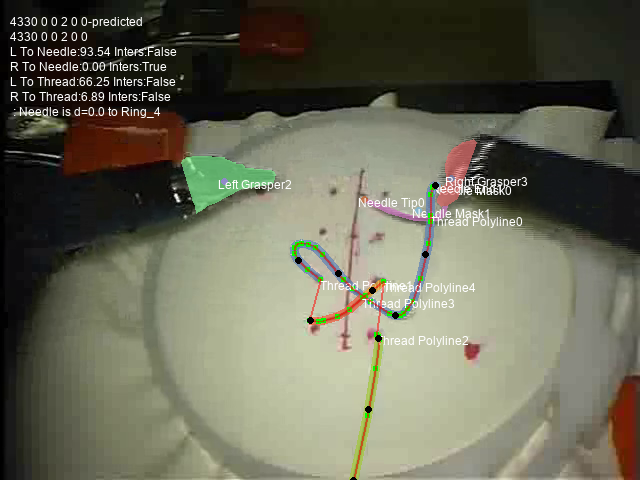 4330 0 0 2 0 0-predicted
4330 0 0 2 0 0
L To Needle:93.54 Inters:False
R To Needle:0.00 Inters:True
L To Thread:66.25 Inters:False
R To Thread:6.89 Inters:False
: Needle is d=0.0 to Ring_4
Right Grasper3
Left Grasper2
Needle Tip0
Needle Mask1
Thread Polyline0
Thread Polyline4
Thread Polyline3
Thread Polyline2